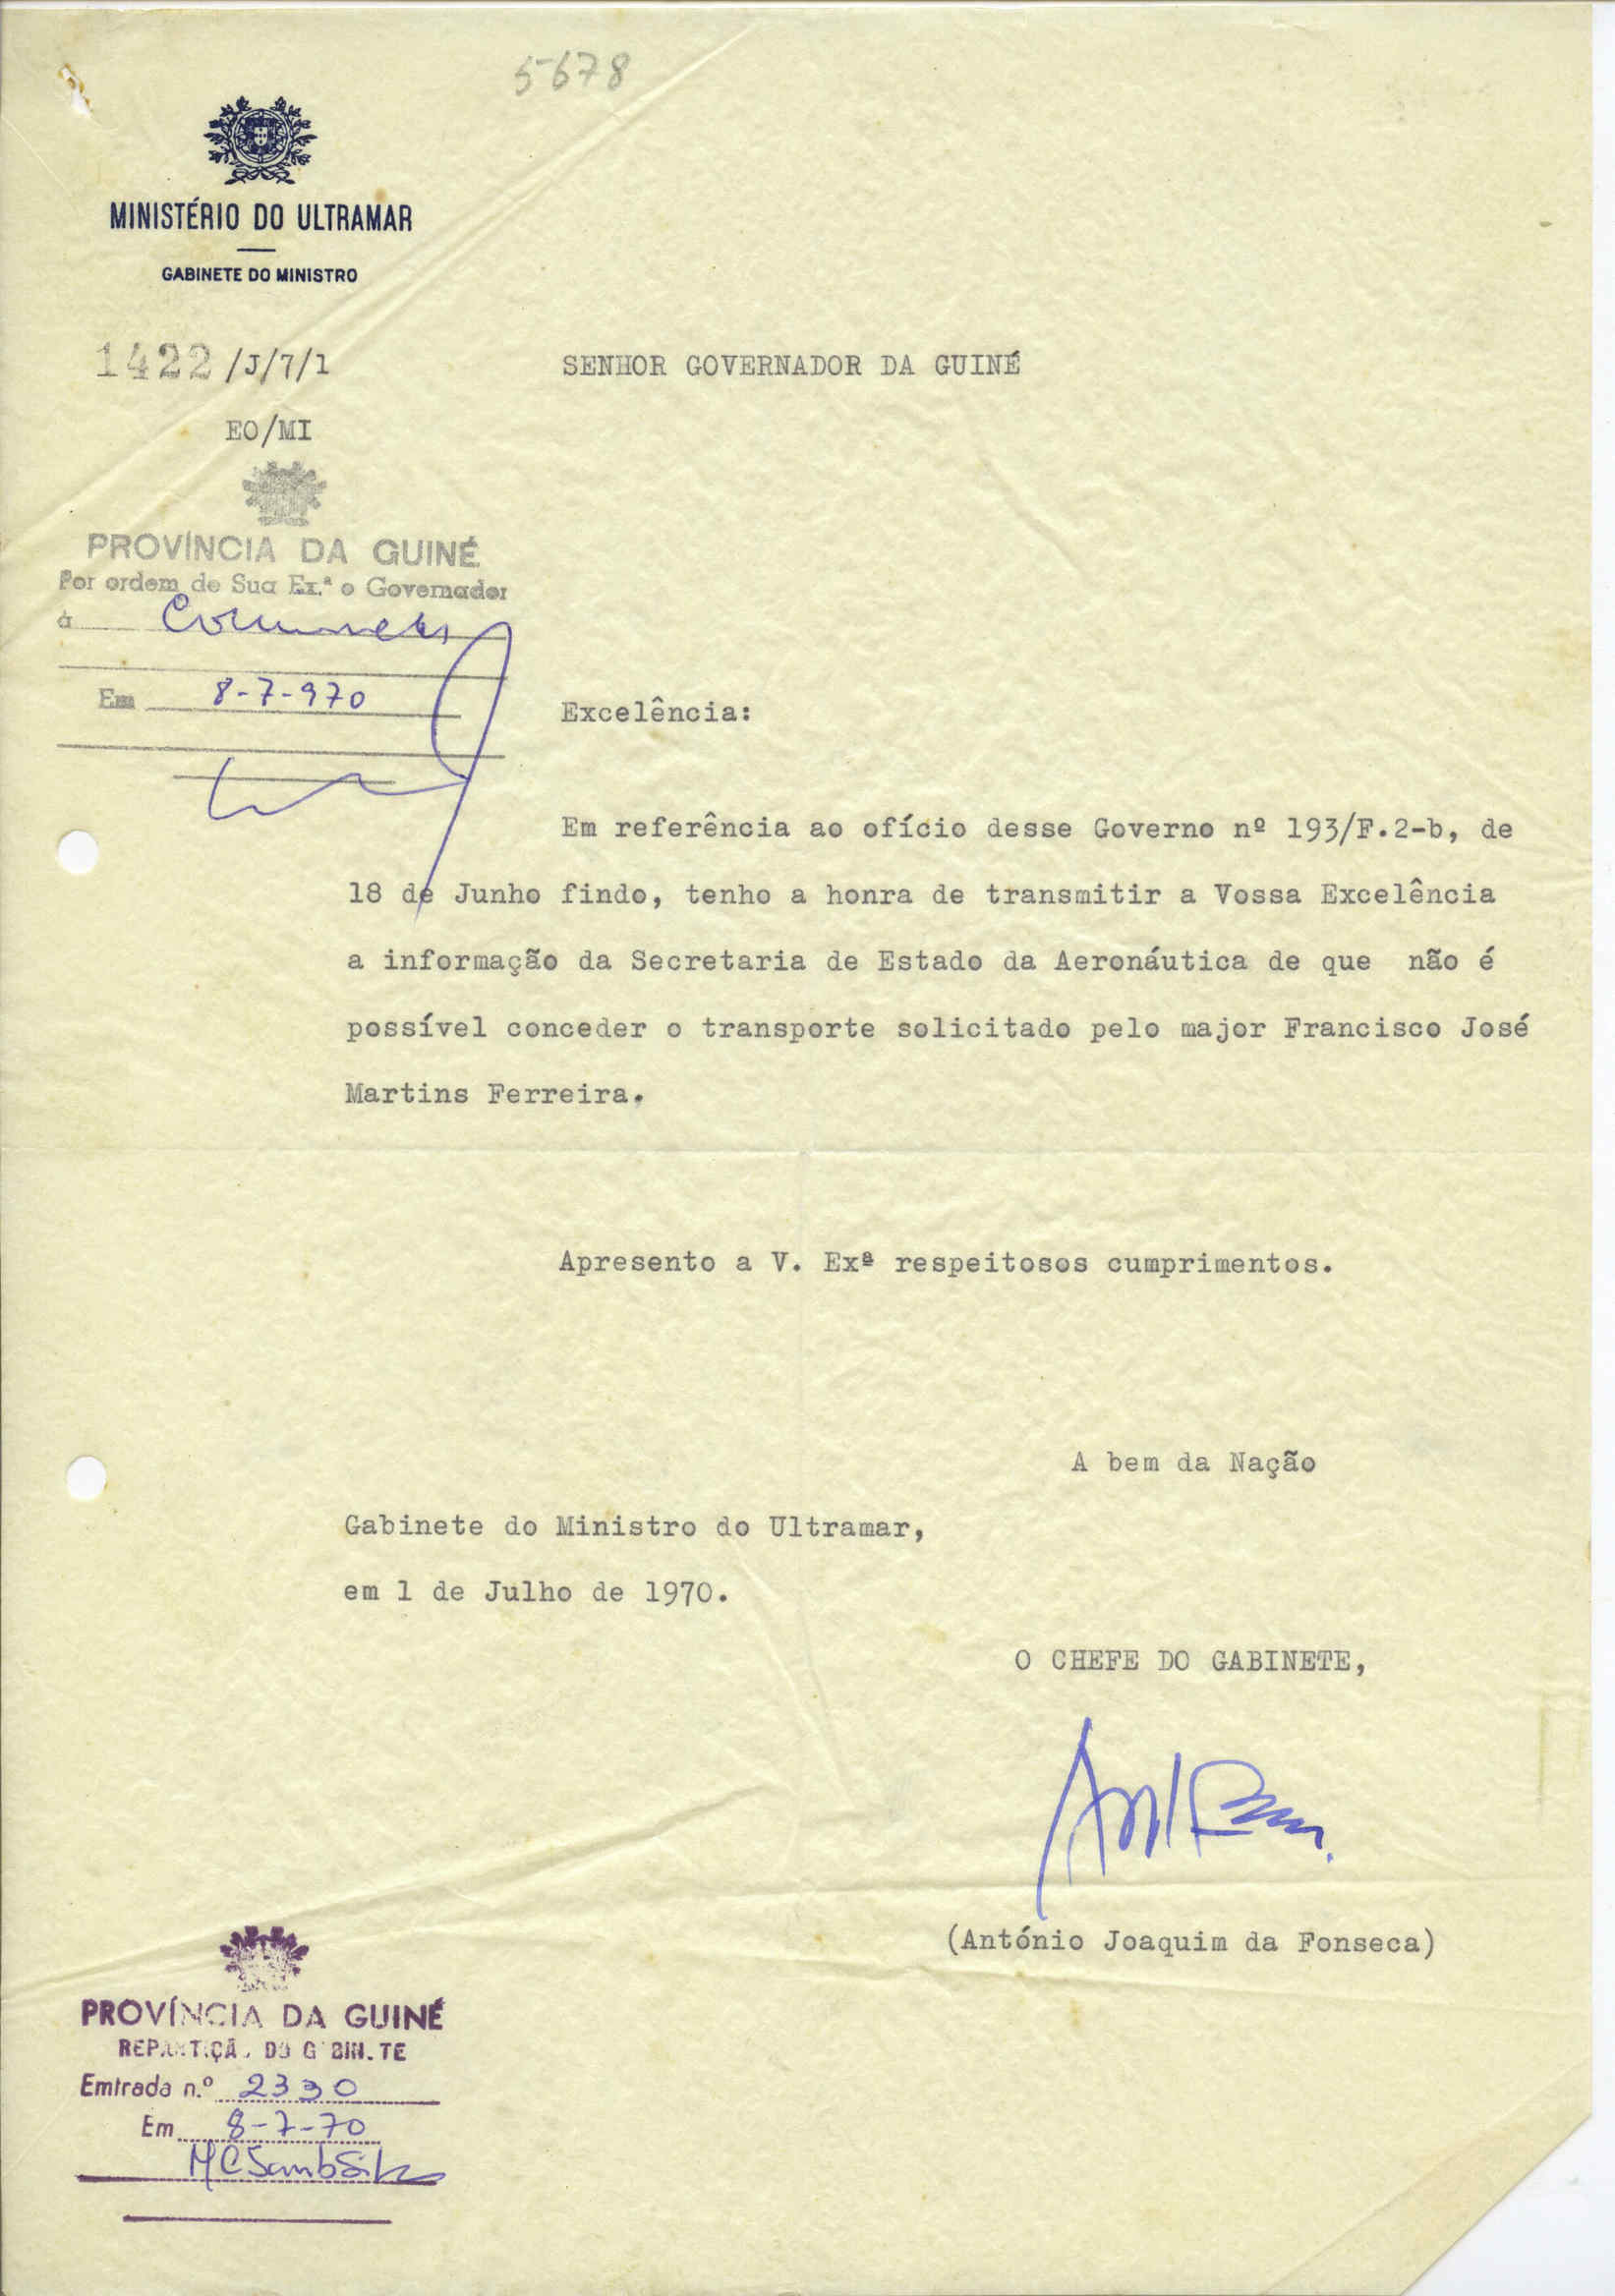 5678
MINISTÉRIO DO ULTRAMAR
GABINETE DO MINISTRO
1422/J/7/1
SENHOR GOVERNADOR DA GUINÉ
EO/MI
PROVÍNCIA DA GUINÉ
Por ordem de Sua Ex.ª o Governador
à
Em 8-7-970
Excelência:
Em referência ao ofício desse Governo nº 193/F.2-b, de
18 de Junho findo, tenho a honra de transmitir a Vossa Excelência
a informação da Secretaria de Estado da Aeronáutica de que não é
possível conceder o transporte solicitado pelo major Francisco José
Martins Ferreira.
Apresento a V. Exª respeitosos cumprimentos.
A bem da Nação
Gabinete do Ministro do Ultramar,
em 1 de Julho de 1970.
O CHEFE DO GABINETE,
(António Joaquim da Fonseca)
PROVÍNCIA DA GUINÉ
REPARTIÇÃO DO GABINETE
Entrada n.º 2330
Em 8-7-70